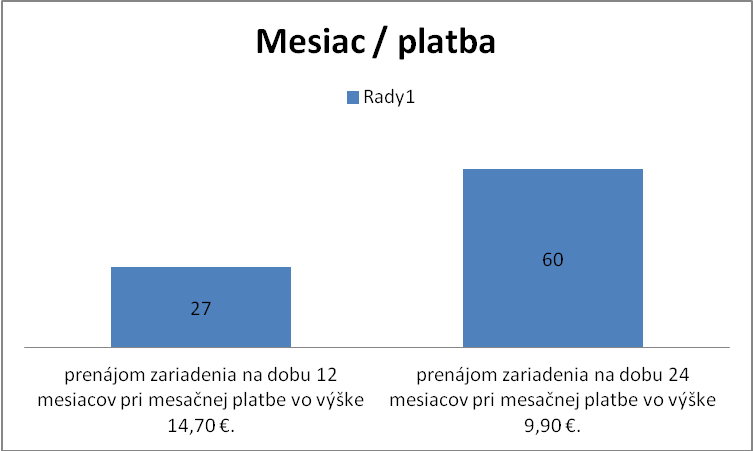 Mesiac / platba
Rady1
27
60
prenájom zariadenia na dobu 12
mesiacov pri mesačnej platbe vo výške
14,70 €.
prenájom zariadenia na dobu 24
mesiacov pri mesačnej platbe vo výške
9,90 €.